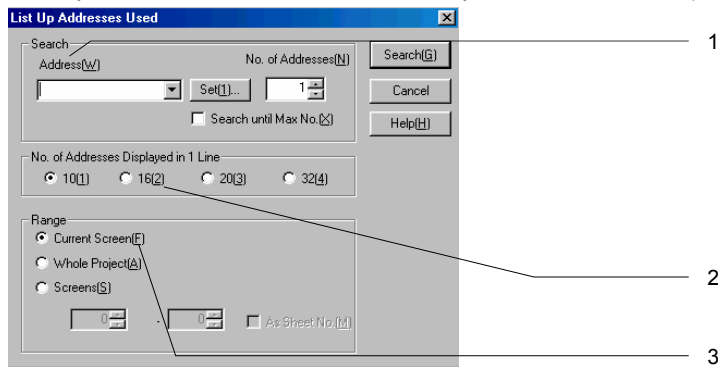 List Up Addresses Used
Search
Address(W)
No. of Addresses(N)
Set(1)...
1
Search until Max No.(X)
Search(G)
Cancel
Help(H)
No. of Addresses Displayed in 1 Line
10(1) 16(2) 20(3) 32(4)
Range
Current Screen(F)
Whole Project(A)
Screens(S)
0 - 0 As Sheet No.(M)
1
2
3